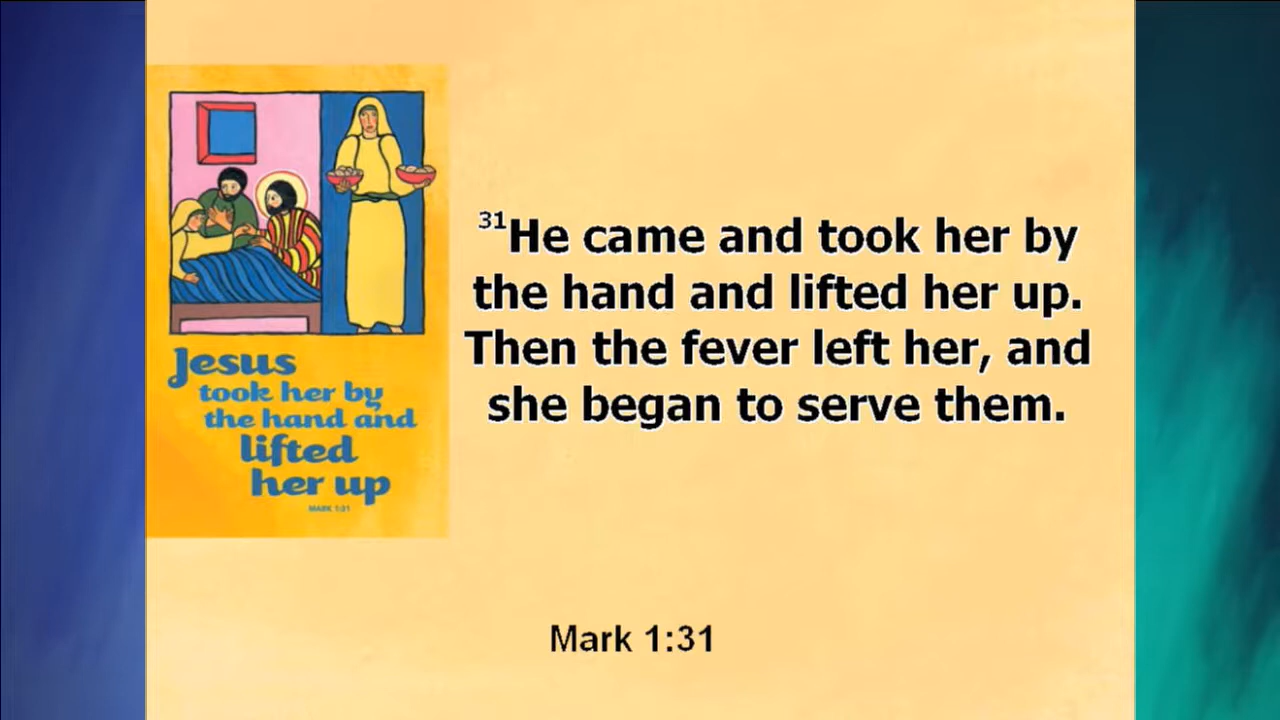 Jesus
took her by
the hand and
lifted
her up
MARK 1:31
31He came and took her by
the hand and lifted her up.
Then the fever left her, and
she began to serve them.
Mark 1:31